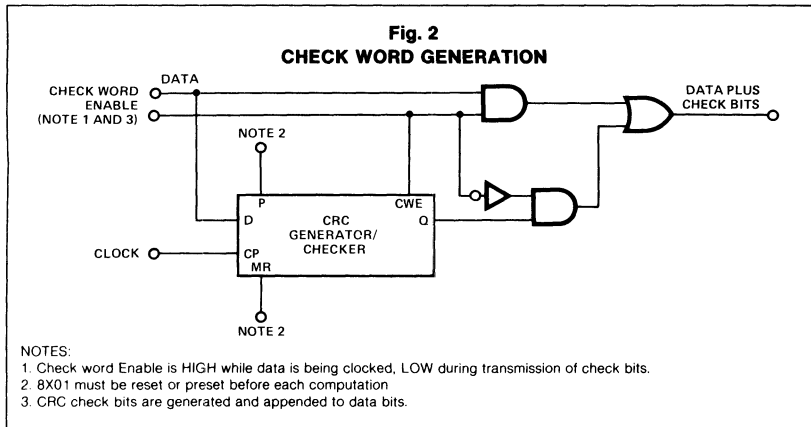 Fig. 2
CHECK WORD GENERATION
DATA
CHECK WORD
ENABLE
(NOTE 1 AND 3)
DATA PLUS
CHECK BITS
NOTE 2
P
CWE
D
CRC
GENERATOR/
CHECKER
Q
CLOCK
CP
MR
NOTE 2
NOTES:
1. Check word Enable is HIGH while data is being clocked, LOW during transmission of check bits.
2. 8X01 must be reset or preset before each computation
3. CRC check bits are generated and appended to data bits.